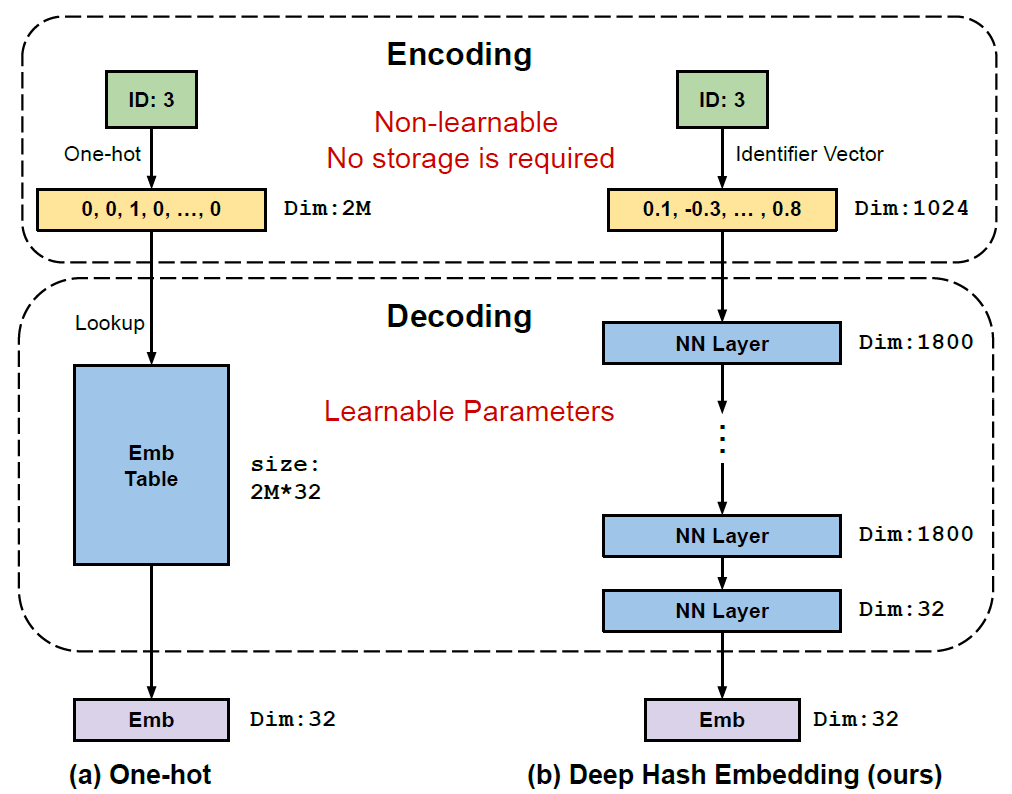 Encoding
ID: 3
ID: 3
Non-learnable
No storage is required
One-hot
Identifier Vector
0, 0, 1, 0, ..., 0
Dim:2M
0.1, -0.3, ... , 0.8
Dim:1024
Decoding
Lookup
NN Layer
Dim:1800
Learnable Parameters
Emb
Table
size:
2M*32
⋮
NN Layer
Dim:1800
NN Layer
Dim:32
Emb
Dim:32
Emb
Dim:32
(a) One-hot
(b) Deep Hash Embedding (ours)